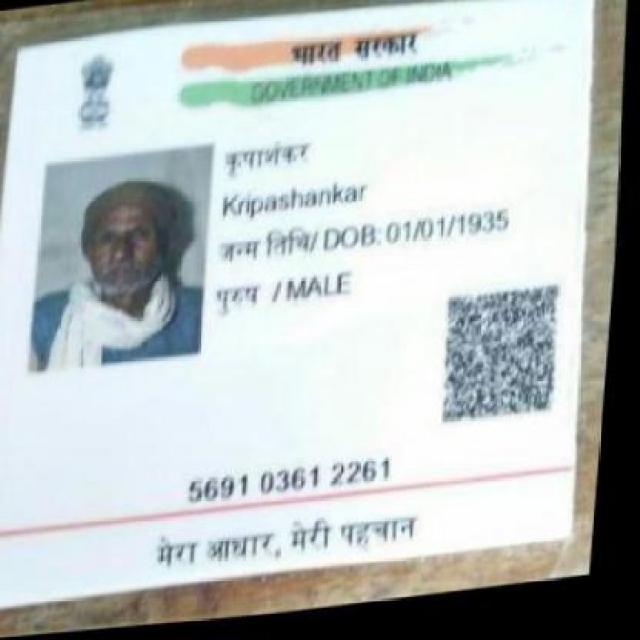 भारत सरकार
GOVERNMENT OF INDIA
कृपाशंकर
Kripashankar
जन्म तिथि/ DOB: 01/01/1935
पुरुष / MALE
5691 0361 2261
मेरा आधार, मेरी पहचान